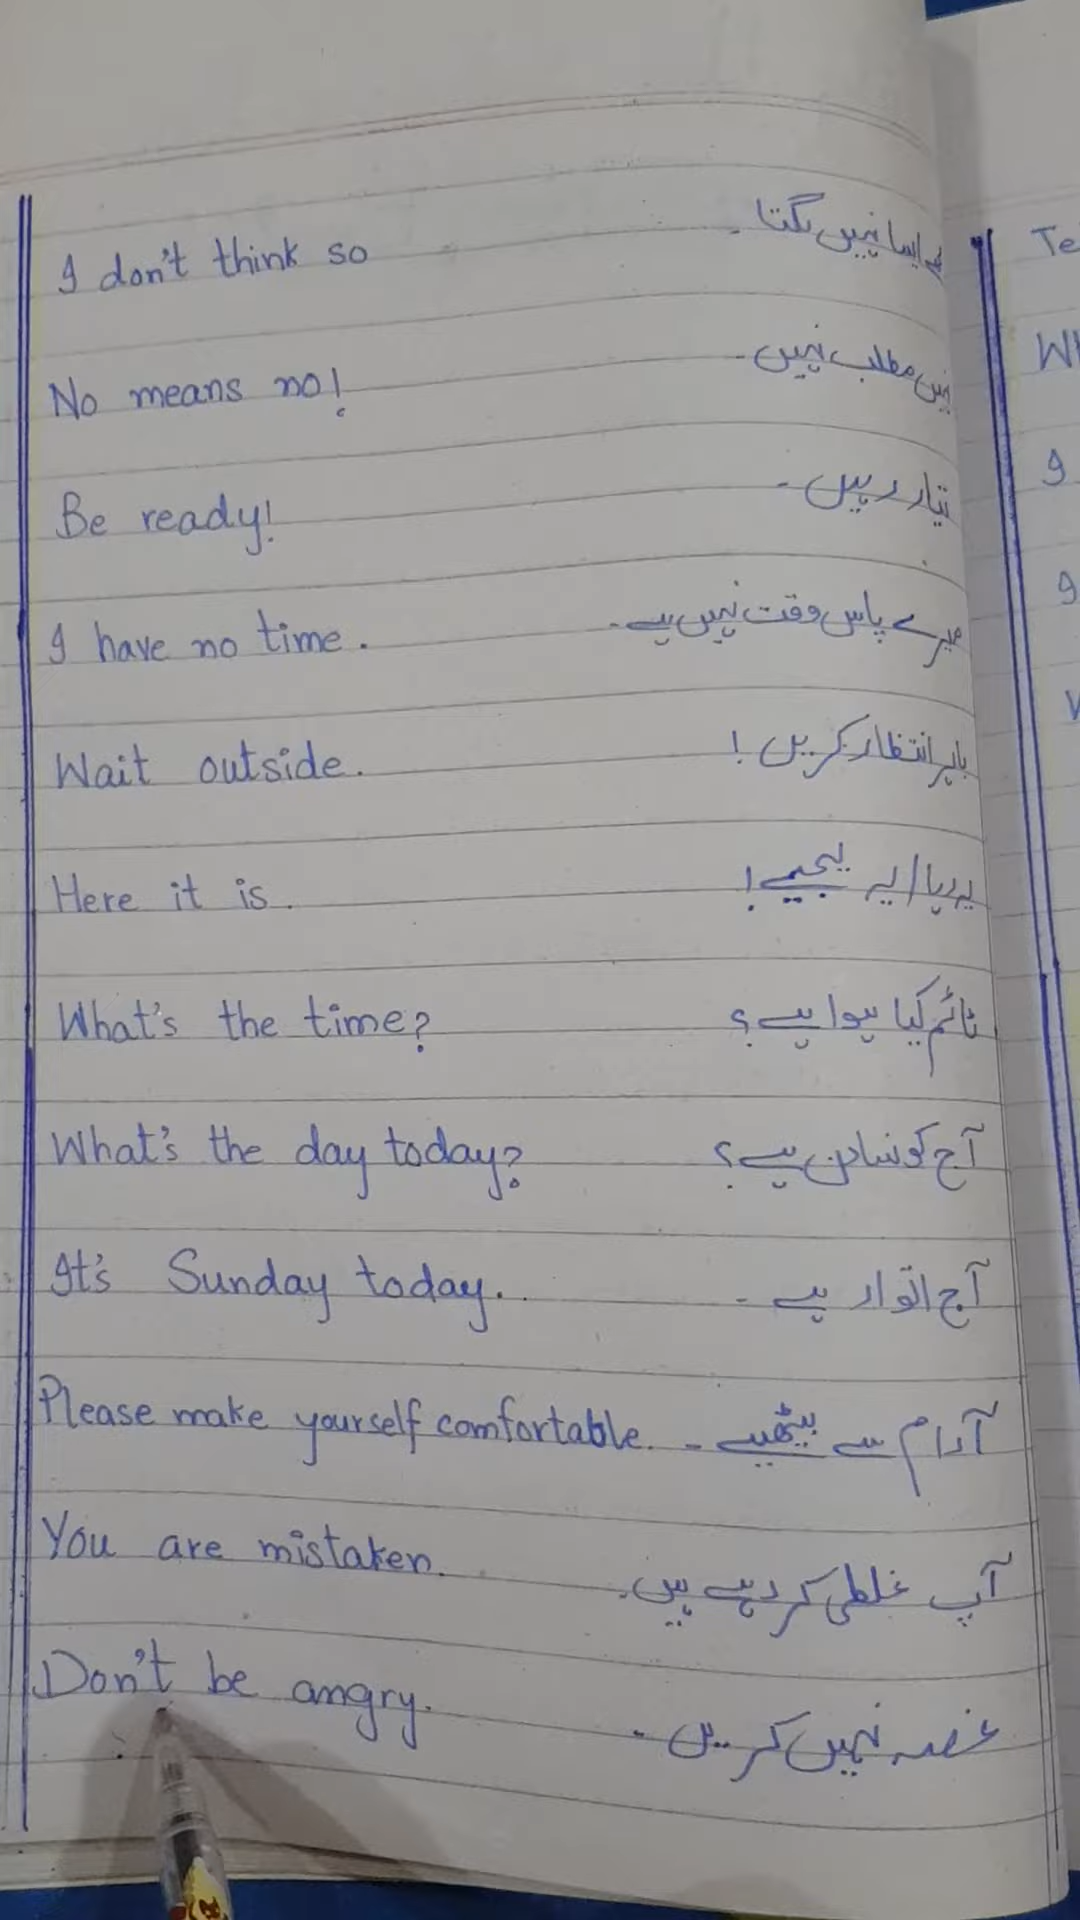 I don't think so ایسا نہیں لگتا۔
No means no! نہیں مطلب نہیں۔
Be ready! تیار رہیں۔
I have no time. میرے پاس وقت نہیں ہے۔
Wait outside. باہر انتظار کریں!
Here it is. یہ رہا / یہ لیجیے!
What's the time? ٹائم کیا ہوا ہے؟
What's the day today? آج کونسا دن ہے؟
It's Sunday today. آج اتوار ہے۔
Please make yourself comfortable. آرام سے بیٹھیے۔
You are mistaken. آپ غلطی کر رہے ہیں۔
Don't be angry. غصہ نہیں کریں۔